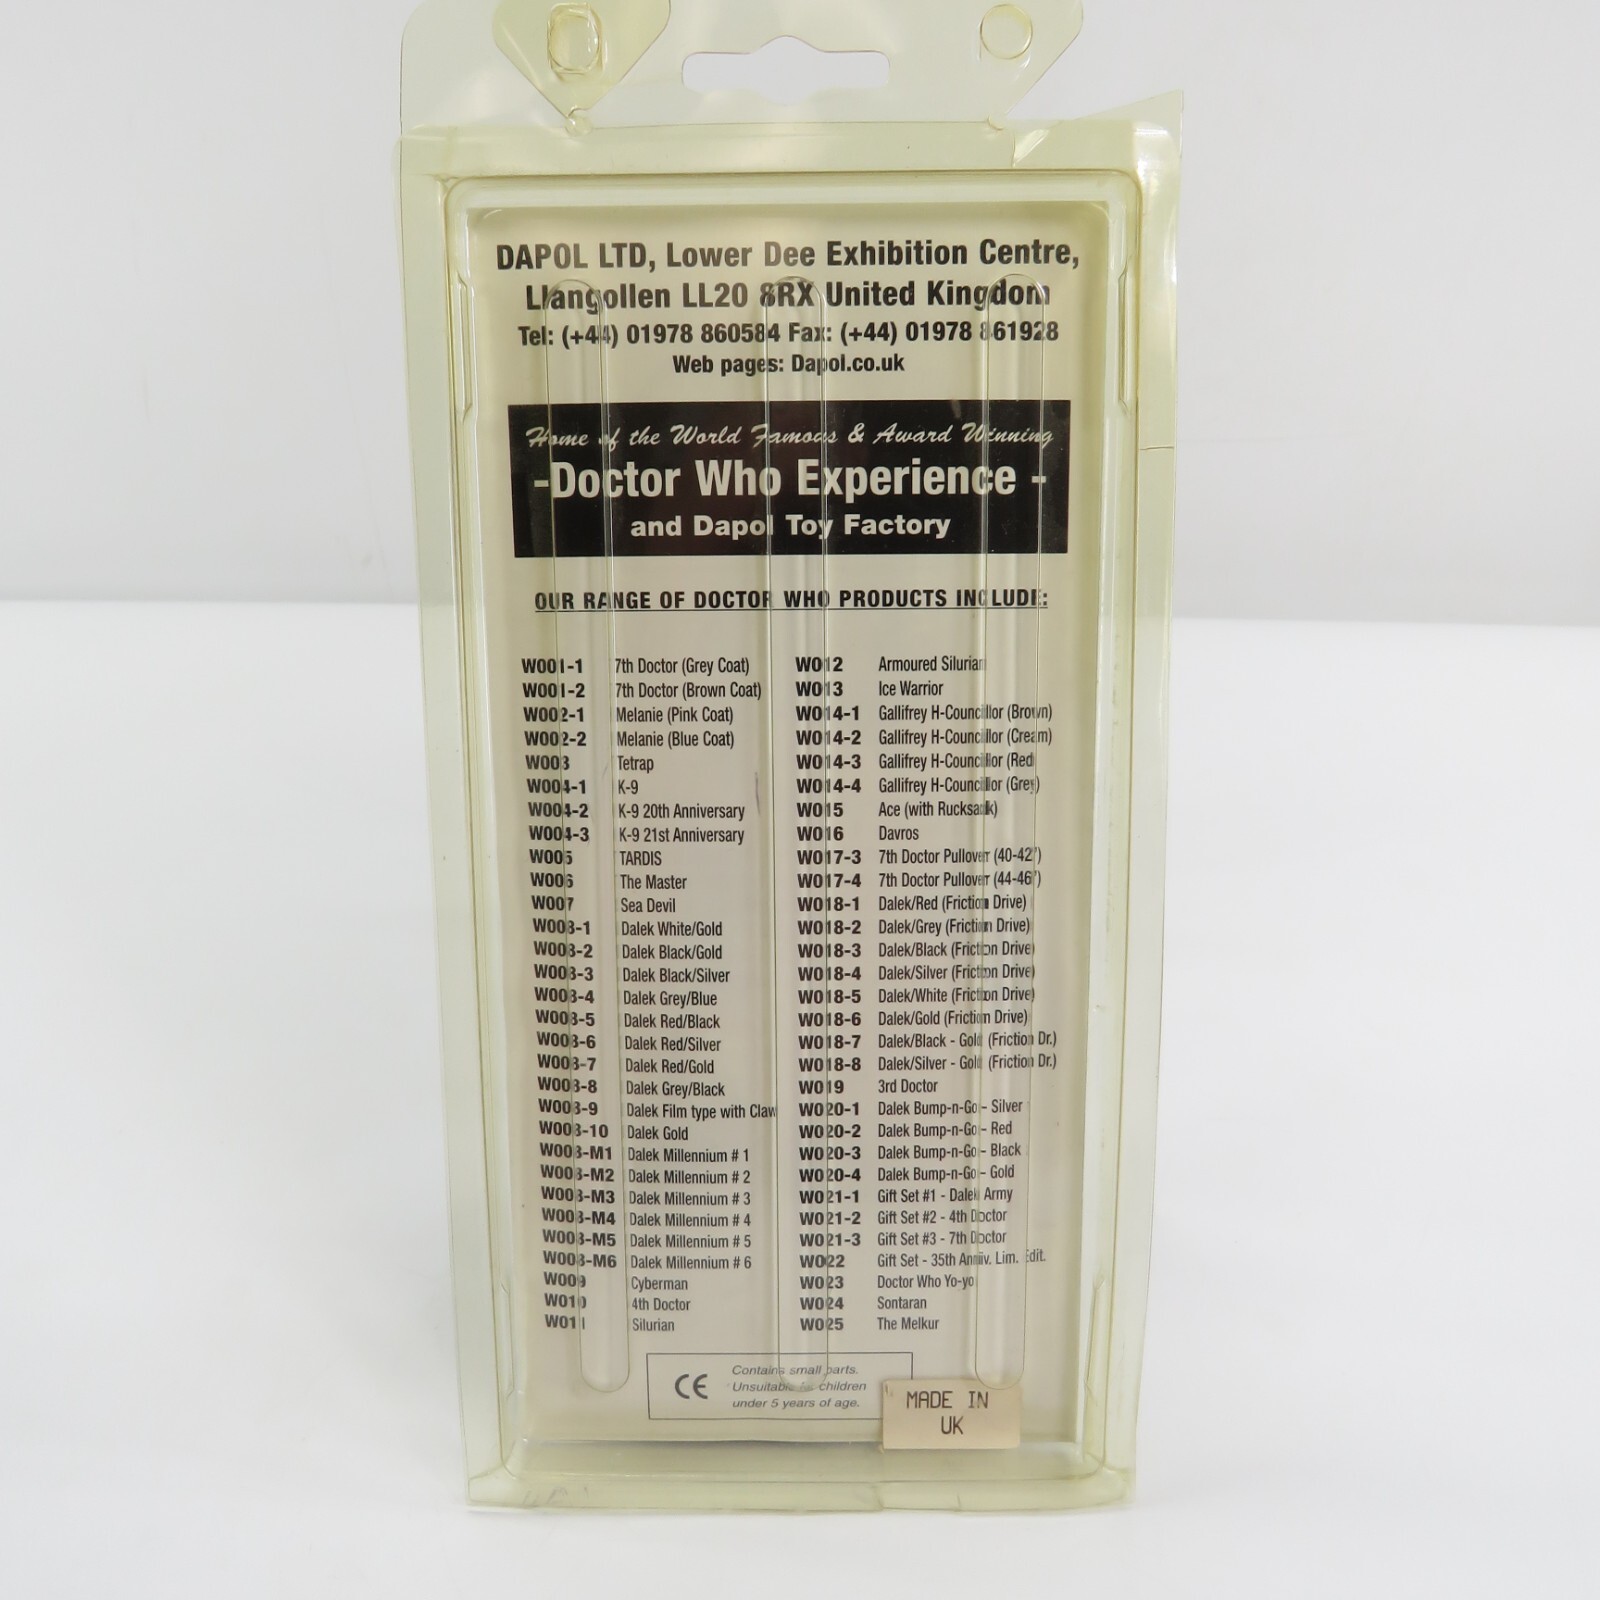 DAPOL LTD, Lower Dee Exhibition Centre,
Llangollen LL20 8RX United Kingdom
Tel: (+44) 01978 860584 Fax: (+44) 01978 861928
Web pages: Dapol.co.uk
Home of the World Famous & Award Winning
-Doctor Who Experience -
and Dapol Toy Factory
OUR RANGE OF DOCTOR WHO PRODUCTS INCLUDE:
W001-1 7th Doctor (Grey Coat)
W001-2 7th Doctor (Brown Coat)
W002-1 Melanie (Pink Coat)
W002-2 Melanie (Blue Coat)
W003 Tetrap
W004-1 K-9
W004-2 K-9 20th Anniversary
W004-3 K-9 21st Anniversary
W005 TARDIS
W006 The Master
W007 Sea Devil
W008-1 Dalek White/Gold
W008-2 Dalek Black/Gold
W008-3 Dalek Black/Silver
W008-4 Dalek Grey/Blue
W008-5 Dalek Red/Black
W008-6 Dalek Red/Silver
W008-7 Dalek Red/Gold
W008-8 Dalek Grey/Black
W008-9 Dalek Film type with Claw
W008-10 Dalek Gold
W008-M1 Dalek Millennium # 1
W008-M2 Dalek Millennium # 2
W008-M3 Dalek Millennium # 3
W008-M4 Dalek Millennium # 4
W008-M5 Dalek Millennium # 5
W008-M6 Dalek Millennium # 6
W009 Cyberman
W010 4th Doctor
W011 Silurian
W012 Armoured Silurian
W013 Ice Warrior
W014-1 Gallifrey H-Councillor (Brown)
W014-2 Gallifrey H-Councillor (Cream)
W014-3 Gallifrey H-Councillor (Red)
W014-4 Gallifrey H-Councillor (Grey)
W015 Ace (with Rucksack)
W016 Davros
W017-3 7th Doctor Pullover (40-42")
W017-4 7th Doctor Pullover (44-46")
W018-1 Dalek/Red (Friction Drive)
W018-2 Dalek/Grey (Friction Drive)
W018-3 Dalek/Black (Friction Drive)
W018-4 Dalek/Silver (Friction Drive)
W018-5 Dalek/White (Friction Drive)
W018-6 Dalek/Gold (Friction Drive)
W018-7 Dalek/Black - Gold (Friction Dr.)
W018-8 Dalek/Silver - Gold (Friction Dr.)
W019 3rd Doctor
W020-1 Dalek Bump-n-Go - Silver
W020-2 Dalek Bump-n-Go - Red
W020-3 Dalek Bump-n-Go - Black
W020-4 Dalek Bump-n-Go - Gold
W021-1 Gift Set #1 - Dalek Army
W021-2 Gift Set #2 - 4th Doctor
W021-3 Gift Set #3 - 7th Doctor
W022 Gift Set - 35th Anniv. Lim. Edit.
W023 Doctor Who Yo-yo
W024 Sontaran
W025 The Melkur
CE
Contains small parts.
Unsuitable for children
under 5 years of age.
MADE IN
UK